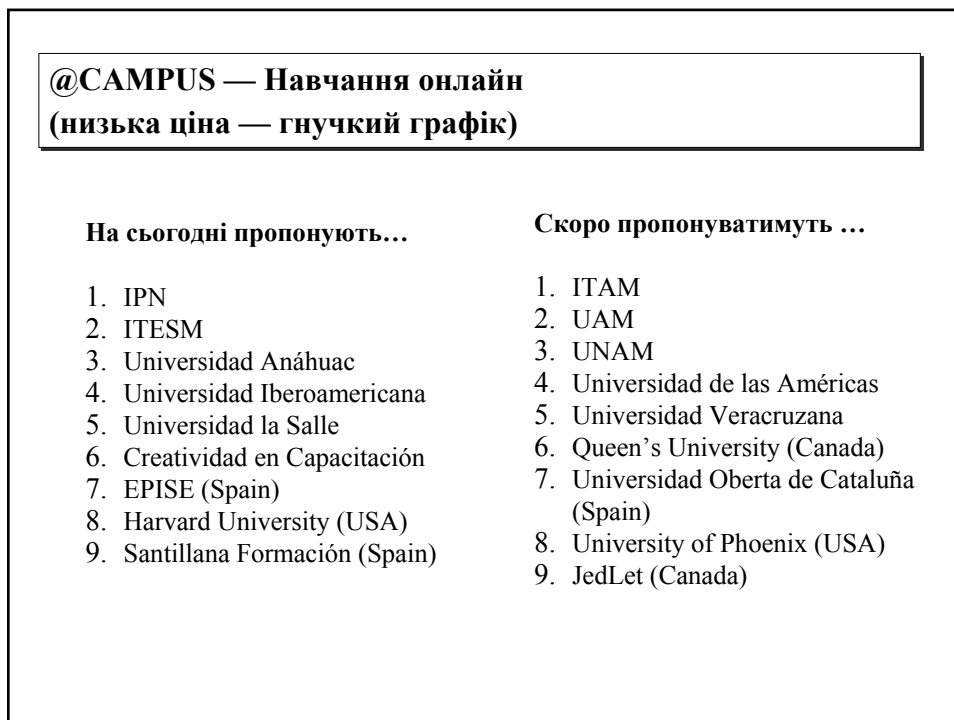 @CAMPUS — Навчання онлайн
(низька ціна — гнучкий графік)
На сьогодні пропонують…
1. IPN
2. ITESM
3. Universidad Anáhuac
4. Universidad Iberoamericana
5. Universidad la Salle
6. Creatividad en Capacitación
7. EPISE (Spain)
8. Harvard University (USA)
9. Santillana Formación (Spain)
Скоро пропонуватимуть …
1. ITAM
2. UAM
3. UNAM
4. Universidad de las Américas
5. Universidad Veracruzana
6. Queen’s University (Canada)
7. Universidad Oberta de Cataluña
(Spain)
8. University of Phoenix (USA)
9. JedLet (Canada)